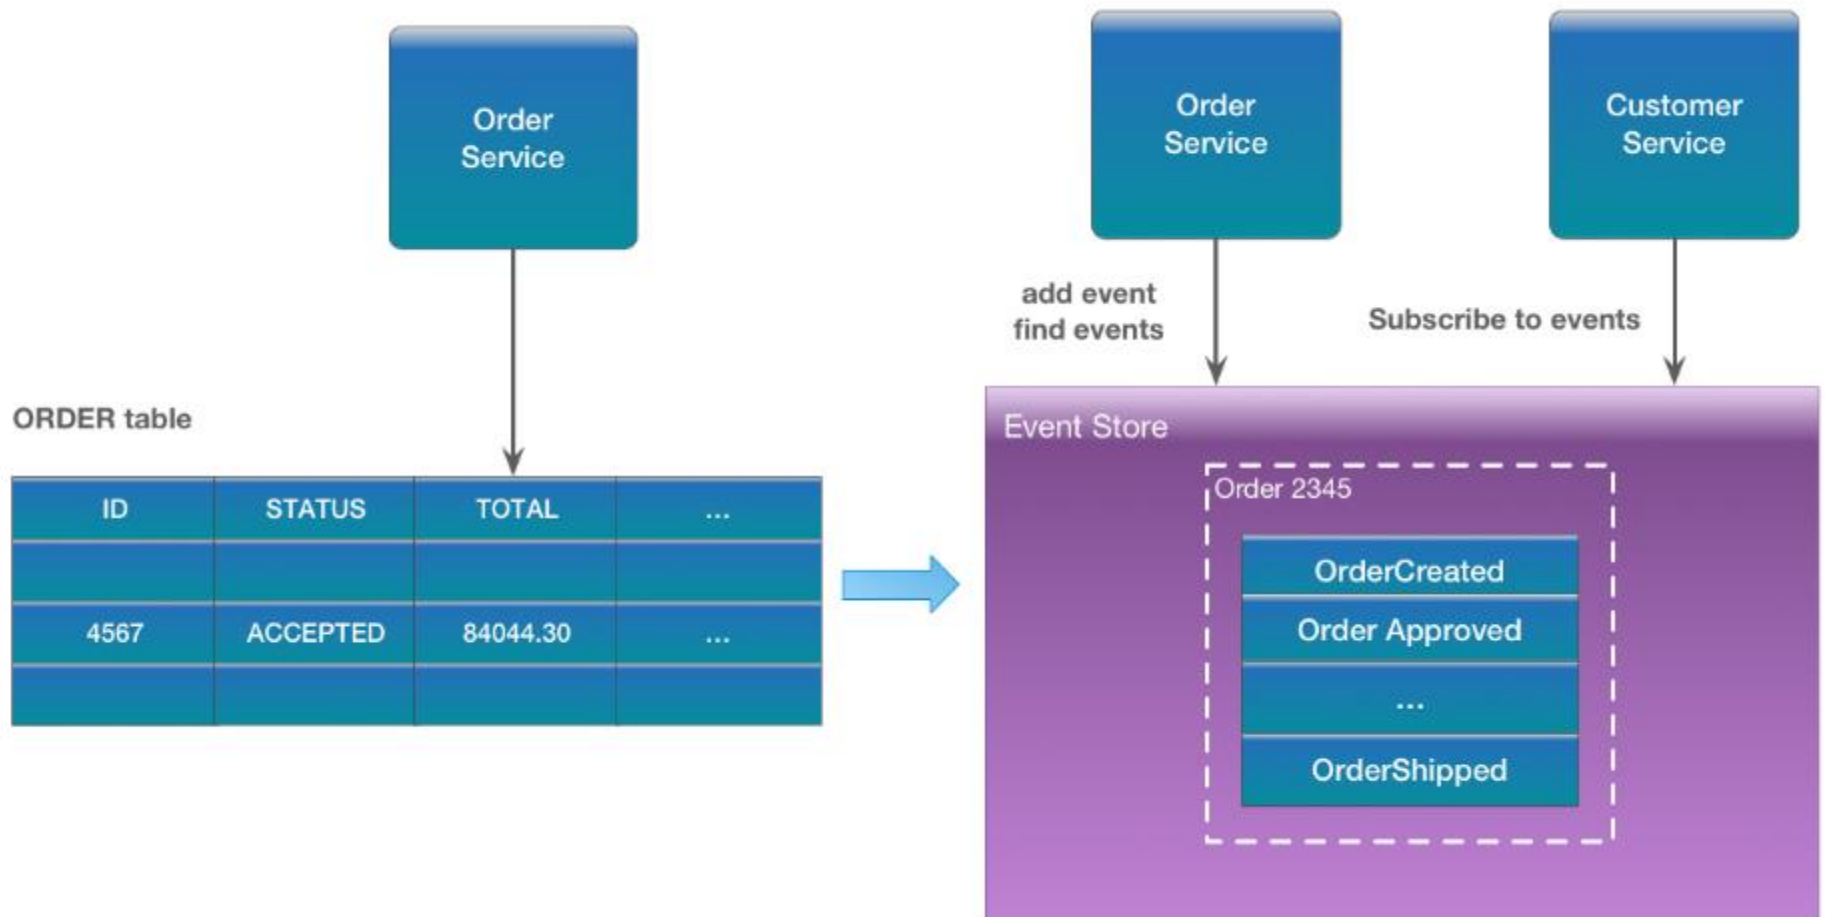 Order
Service
ORDER table
ID STATUS TOTAL ...
4567 ACCEPTED 84044.30 ...
Order
Service
Customer
Service
add event
find events
Subscribe to events
Event Store
Order 2345
OrderCreated
Order Approved
...
OrderShipped